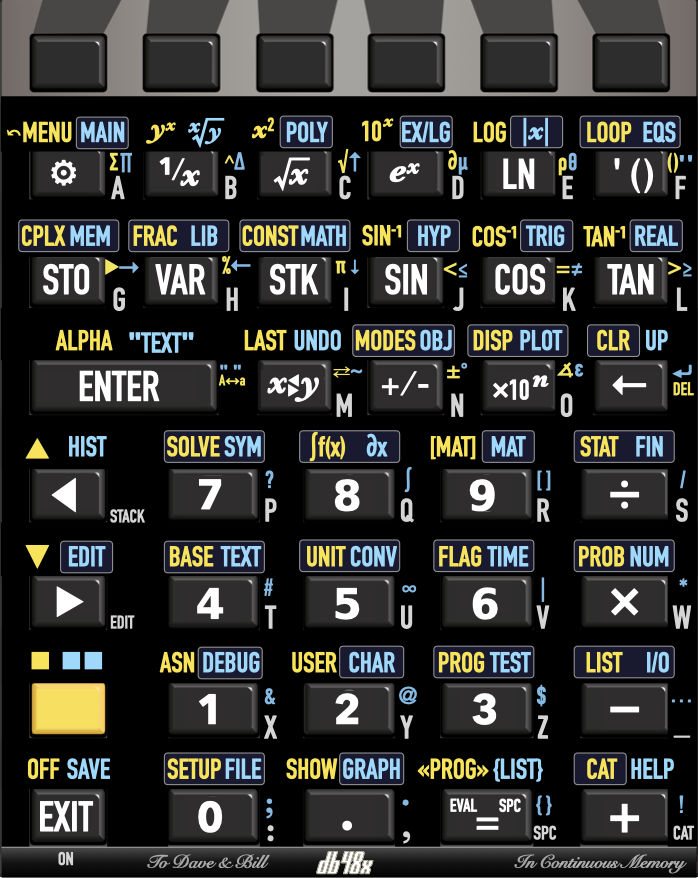 ↶MENU MAIN yˣ ˣ√y x² POLY 10ˣ EX/LG LOG |x| LOOP EQS
⚙ ΣΠ A 1/x ^Δ B √x √↑ C eˣ ∂μ D LN ρθ E ' () ()'' F
CPLX MEM FRAC LIB CONST MATH SIN⁻¹ HYP COS⁻¹ TRIG TAN⁻¹ REAL
STO ▶→ G VAR %← H STK π↓ I SIN <≤ J COS =≠ K TAN >≥ L
ALPHA "TEXT" LAST UNDO MODES OBJ DISP PLOT CLR UP
ENTER " " A↔a x y ⇄~ M +/- ±° N ×10ⁿ ∡ε O ← ↵ DEL
▲ HIST SOLVE SYM ∫f(x) ∂x [MAT] MAT STAT FIN
◀ STACK 7 ? P 8 ∫ Q 9 [ ] R ÷ / S
▼ EDIT BASE TEXT UNIT CONV FLAG TIME PROB NUM
▶ EDIT 4 # T 5 ∞ U 6 | V × * W
ASN DEBUG USER CHAR PROG TEST LIST I/O
1 & X 2 @ Y 3 $ Z − ... _
OFF SAVE SETUP FILE SHOW GRAPH «PROG» {LIST} CAT HELP
EXIT 0 ; : . · , EVAL SPC = { } SPC + ! CAT
ON To Dave & Bill db48x In Continuous Memory